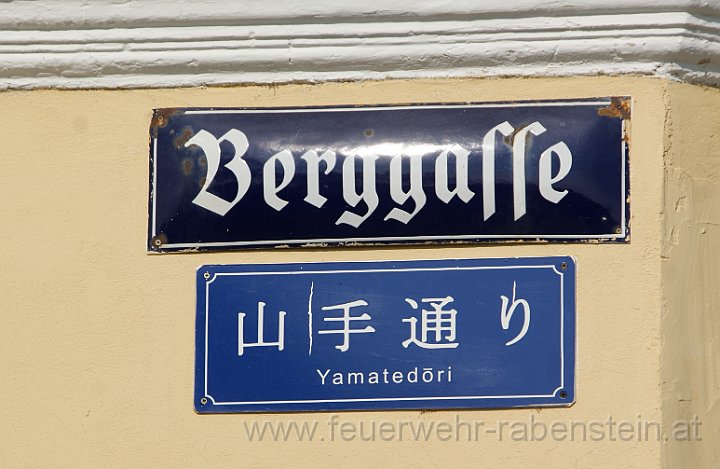 Berggaſſe
山手通り
Yamatedōri
www.feuerwehr-rabenstein.at